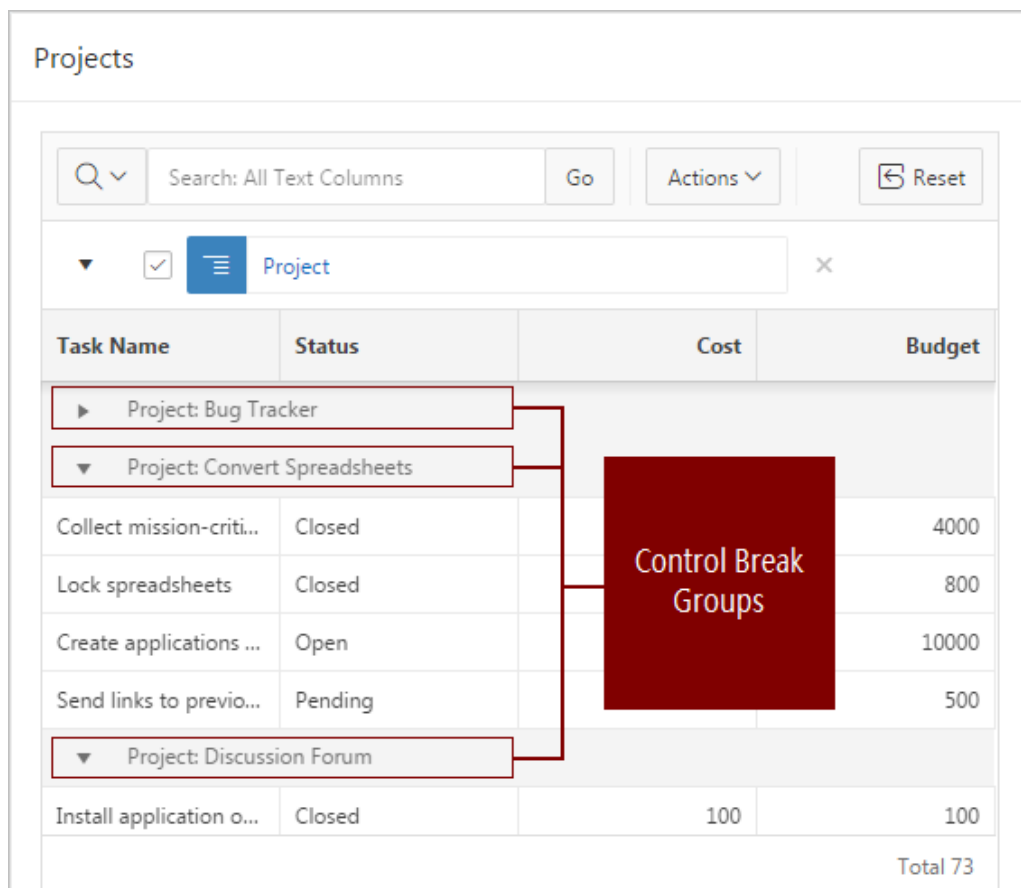 Projects
Search: All Text Columns Go Actions Reset
Project
Task Name Status Cost Budget
Project: Bug Tracker
Project: Convert Spreadsheets
Collect mission-criti... Closed 4000
Control Break
Groups
Lock spreadsheets Closed 800
Create applications ... Open 10000
Send links to previo... Pending 500
Project: Discussion Forum
Install application o... Closed 100 100
Total 73